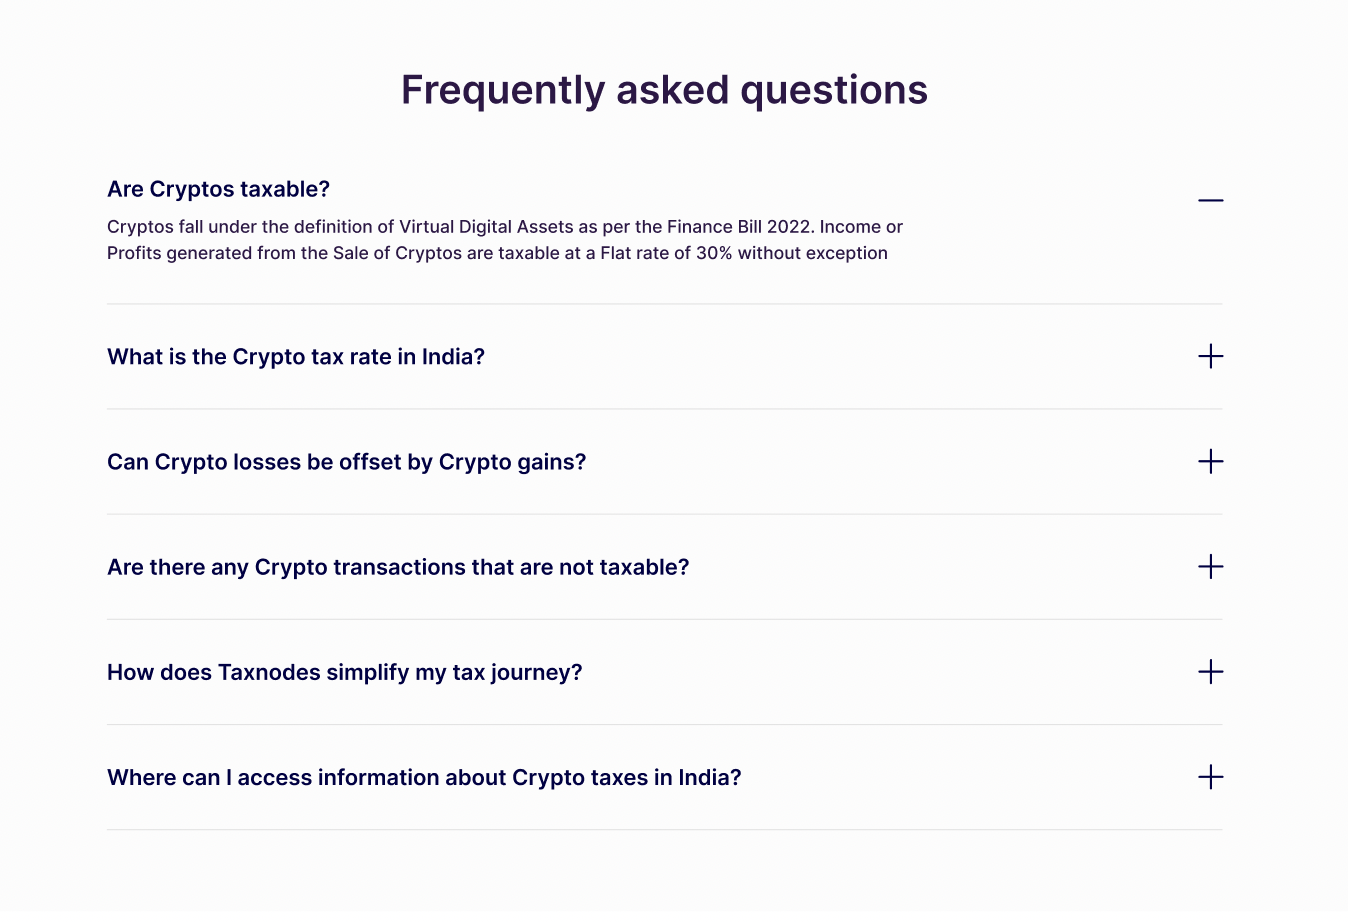 Frequently asked questions
Are Cryptos taxable?
Cryptos fall under the definition of Virtual Digital Assets as per the Finance Bill 2022. Income or
Profits generated from the Sale of Cryptos are taxable at a Flat rate of 30% without exception
What is the Crypto tax rate in India?
Can Crypto losses be offset by Crypto gains?
Are there any Crypto transactions that are not taxable?
How does Taxnodes simplify my tax journey?
Where can I access information about Crypto taxes in India?